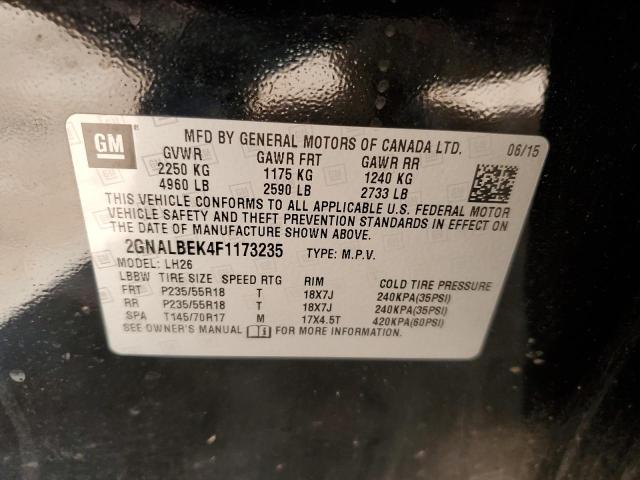 GM
MFD BY GENERAL MOTORS OF CANADA LTD. 06/15
GVWR GAWR FRT GAWR RR
2250 KG 1175 KG 1240 KG
4960 LB 2590 LB 2733 LB
THIS VEHICLE CONFORMS TO ALL APPLICABLE U.S. FEDERAL MOTOR
VEHICLE SAFETY AND THEFT PREVENTION STANDARDS IN EFFECT ON
THE DATE OF MANUFACTURE SHOWN ABOVE.
2GNALBEK4F1173235 TYPE: M.P.V.
MODEL: LH26
LBBW TIRE SIZE SPEED RTG RIM COLD TIRE PRESSURE
FRT P235/55R18 T 18X7J 240KPA(35PSI)
RR P235/55R18 T 18X7J 240KPA(35PSI)
SPA T145/70R17 M 17X4.5T 420KPA(60PSI)
SEE OWNER'S MANUAL FOR MORE INFORMATION.